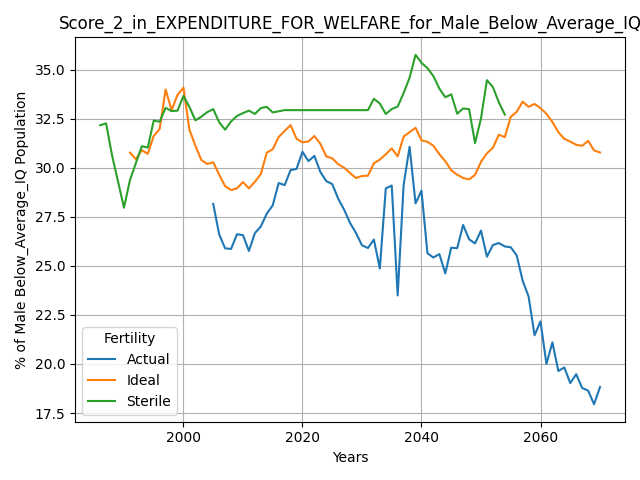 Score_2_in_EXPENDITURE_FOR_WELFARE_for_Male_Below_Average_IQ
% of Male Below_Average_IQ Population
35.0
32.5
30.0
27.5
25.0
22.5
20.0
17.5
Fertility
Actual
Ideal
Sterile
2000
2020
2040
2060
Years